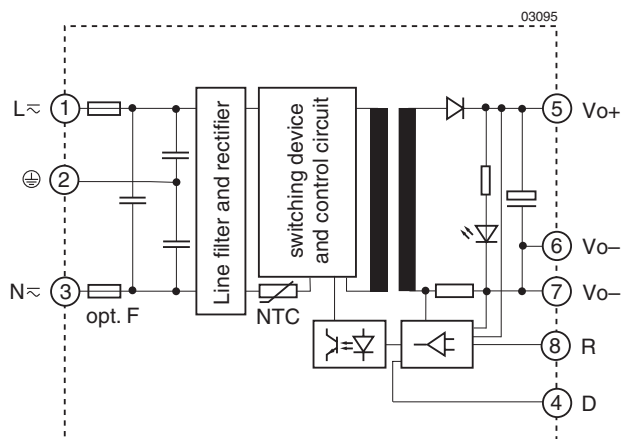 03095
L≂ 1
5 Vo+
2
6 Vo–
N≂ 3
7 Vo–
opt. F
NTC
8 R
4 D
Line filter and rectifier
switching device
and control circuit